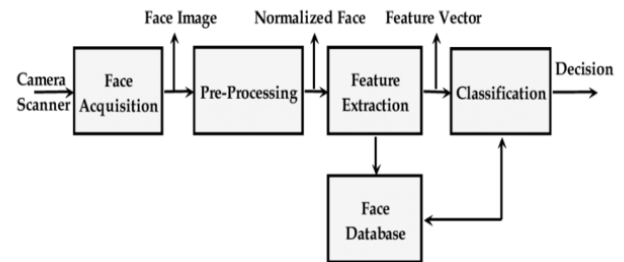 Face Image
Normalized Face
Feature Vector
Camera
Scanner
Face
Acquisition
Pre-Processing
Feature
Extraction
Classification
Decision
Face
Database